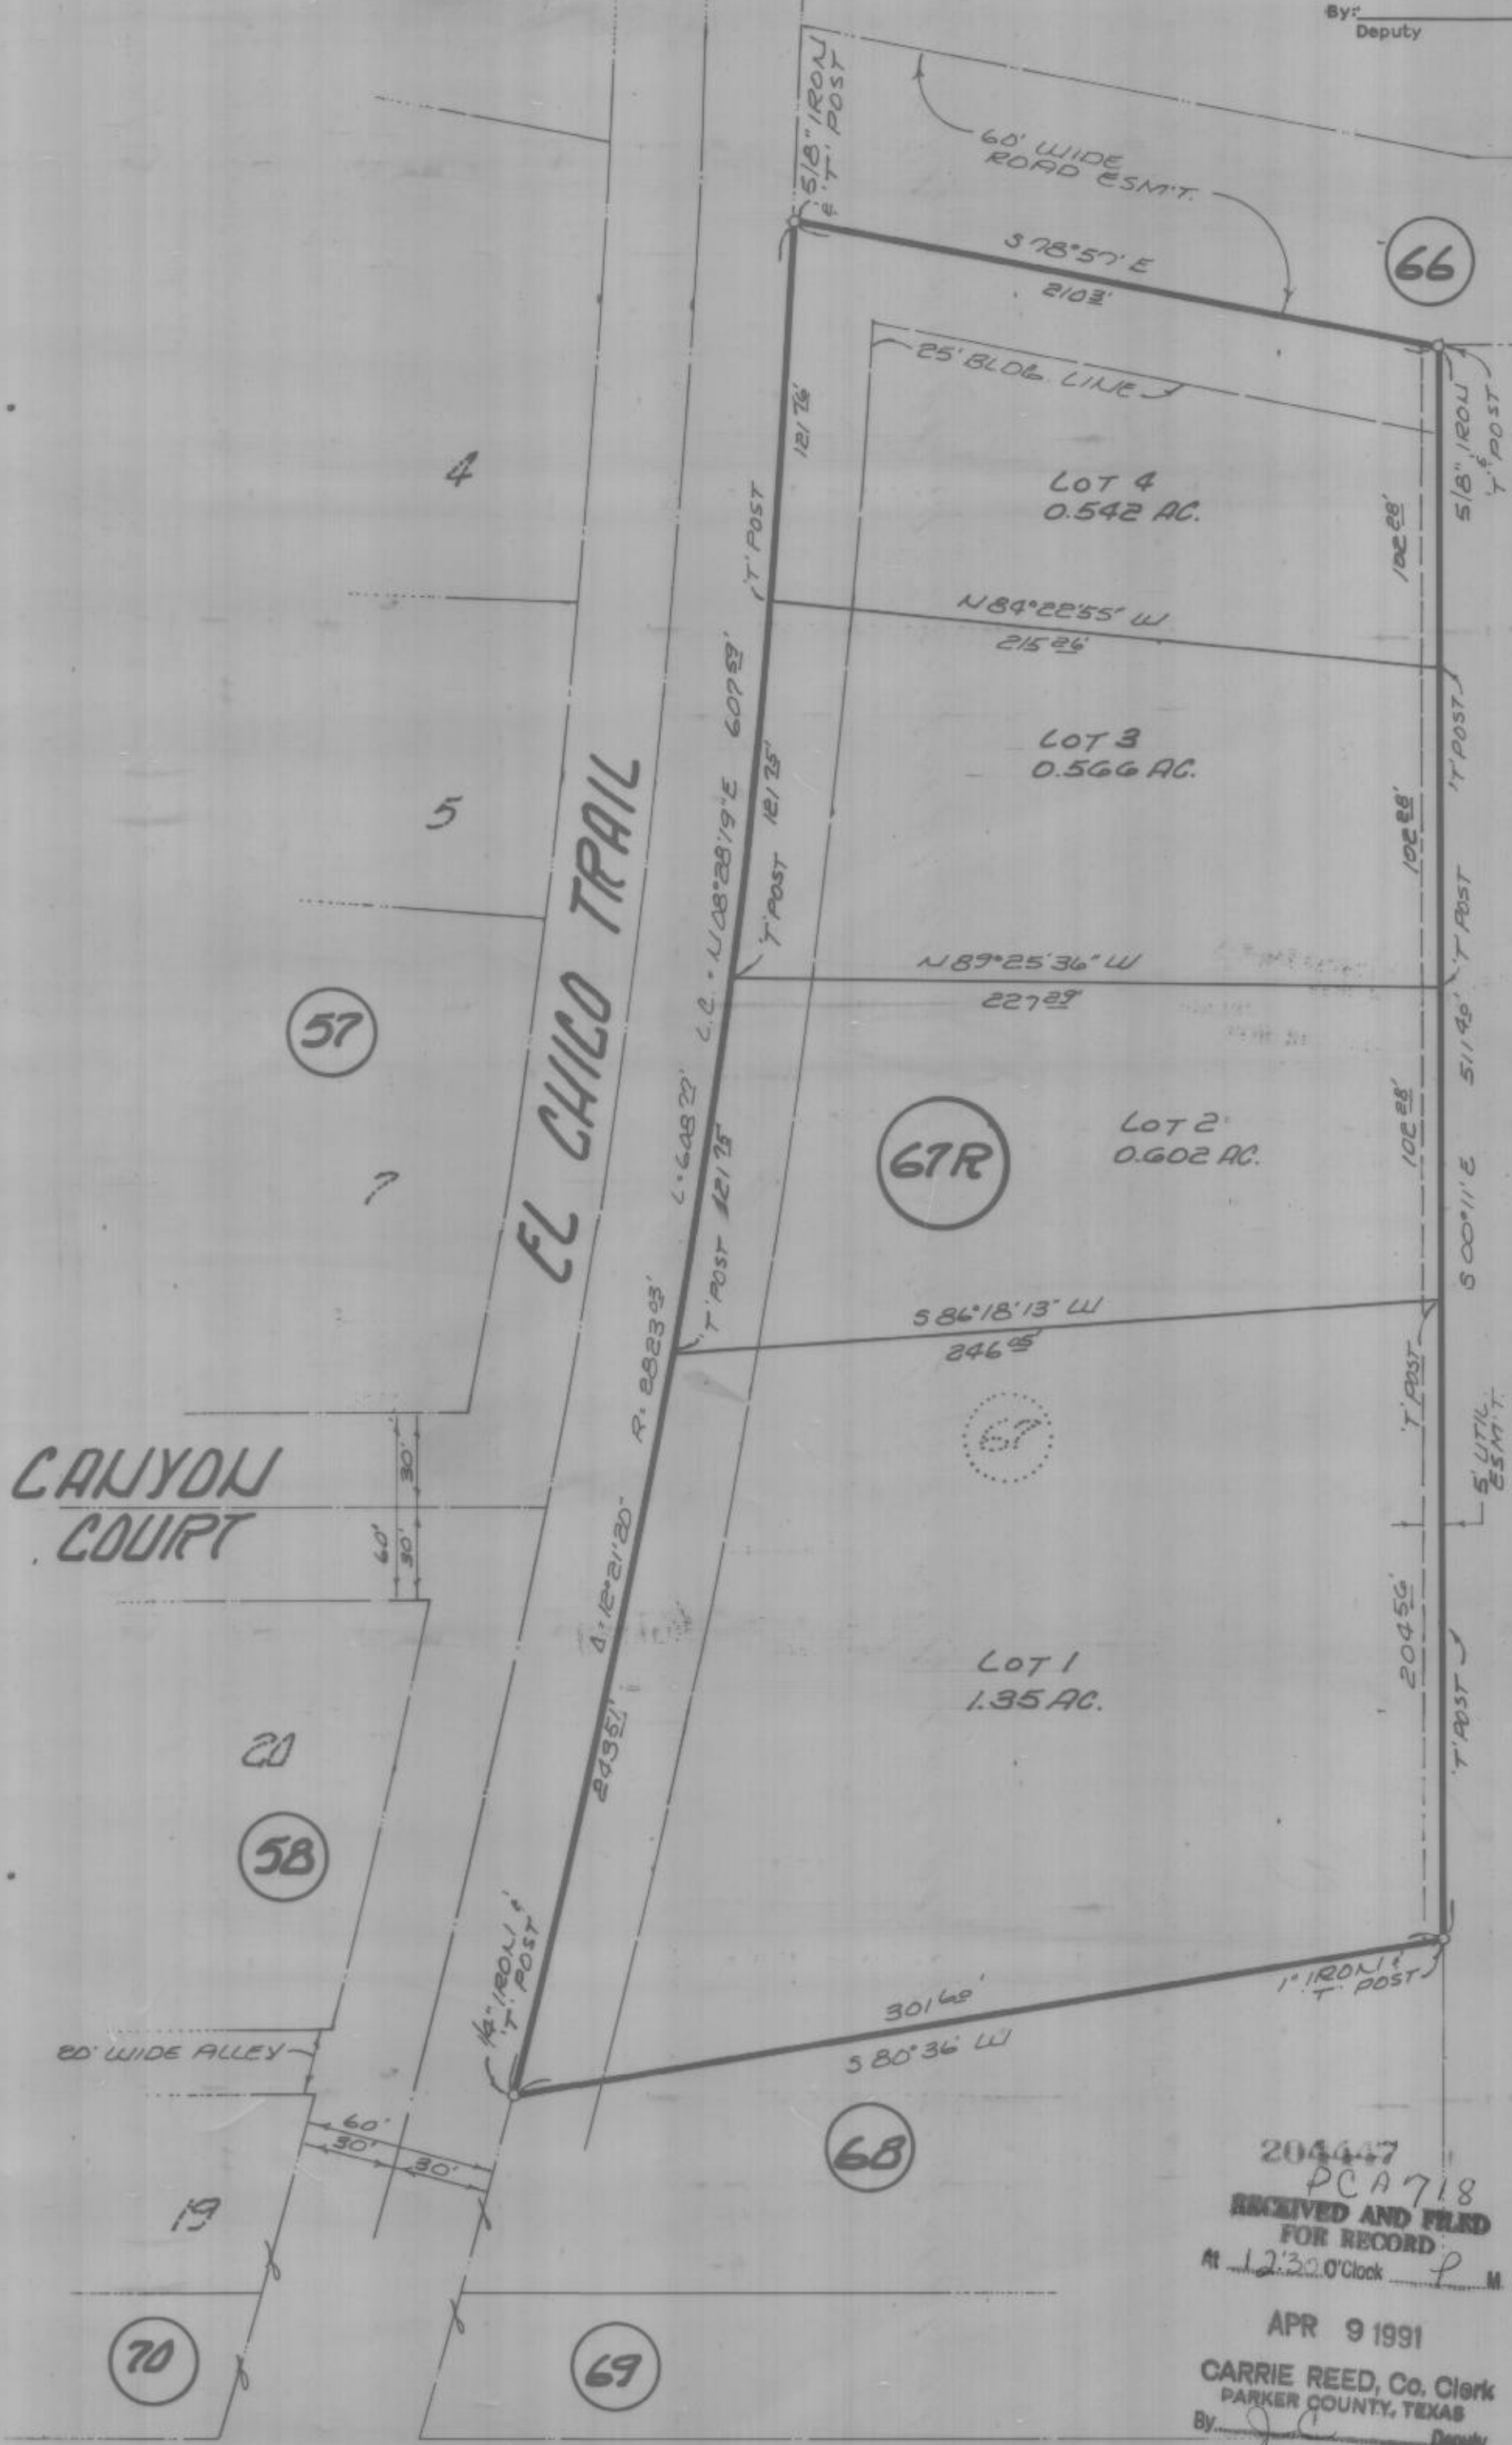 By:
Deputy
5/8" IRON
& 'T' POST
60' WIDE
ROAD ESM'T.
S 78°57' E
210.3'
66
25' BLDG. LINE
5/8" IRON
& 'T' POST
121.76'
4
LOT 4
0.542 AC.
102.28'
'T' POST
N 84°22'55" W
215.26'
607.59'
LOT 3
0.566 AC.
'T' POST
5
EL CHICO TRAIL
121.75'
102.28'
L.C. = N 08°28'19" E
'T' POST
'T' POST
N 89°25'36" W
227.29'
57
511.40'
L = 608.77'
67R
LOT 2
0.602 AC.
102.28'
7
121.75'
S 00°11' E
'T' POST
R = 2823.03'
S 86°18'13" W
246.05'
'T' POST
67
5' UTIL.
ESM'T.
CANYON
COURT
60'
30'
30'
Δ = 12°21'20"
204.56'
LOT 1
1.35 AC.
'T' POST
243.51'
20
58
1/4" IRON &
'T' POST
1" IRON &
'T' POST
301.60'
S 80°36' W
20' WIDE ALLEY
60'
30'
30'
68
19
204447
PCA 718
RECEIVED AND FILED
FOR RECORD
At 12:30 O'Clock P M
APR 9 1991
70
69
CARRIE REED, Co. Clerk
PARKER COUNTY, TEXAS
By Deputy